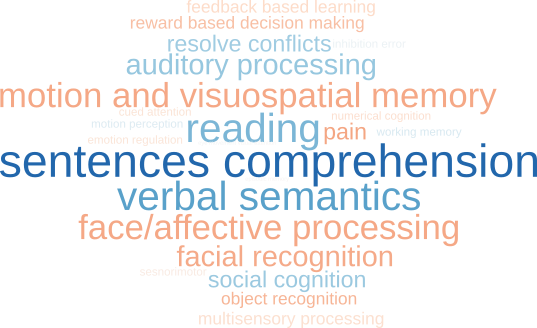 feedback based learning
reward based decision making
resolve conflicts inhibition error
auditory processing
motion and visuospatial memory
cued attention numerical cognition
motion perception reading pain working memory
emotion regulation
sentences comprehension
verbal semantics
face/affective processing
facial recognition
sesnorimotor
social cognition
object recognition
multisensory processing